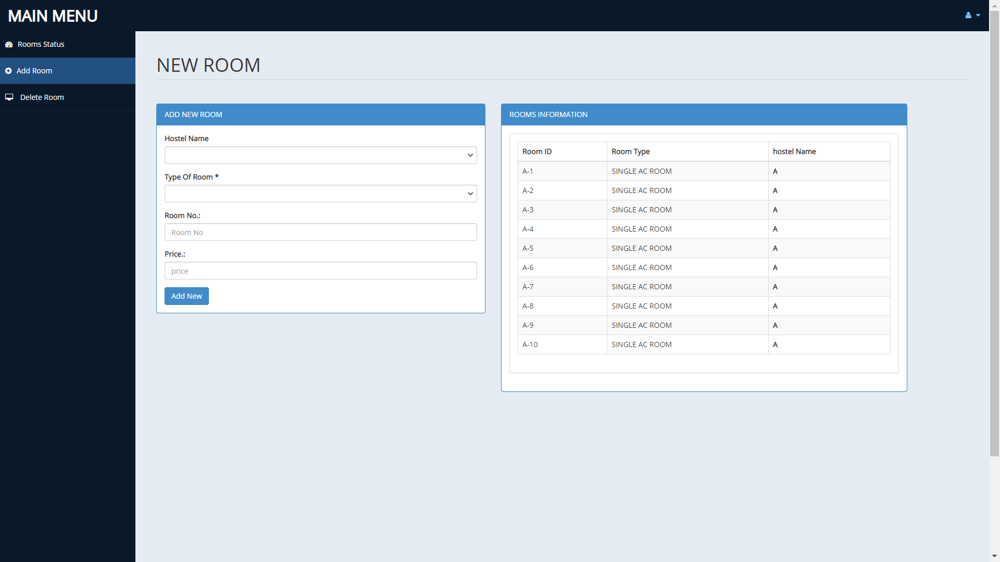 MAIN MENU
Rooms Status
Add Room
Delete Room
NEW ROOM
ADD NEW ROOM
Hostel Name
Type Of Room *
Room No.:
Room No
Price.:
price
Add New
ROOMS INFORMATION
Room ID Room Type hostel Name
A-1 SINGLE AC ROOM A
A-2 SINGLE AC ROOM A
A-3 SINGLE AC ROOM A
A-4 SINGLE AC ROOM A
A-5 SINGLE AC ROOM A
A-6 SINGLE AC ROOM A
A-7 SINGLE AC ROOM A
A-8 SINGLE AC ROOM A
A-9 SINGLE AC ROOM A
A-10 SINGLE AC ROOM A